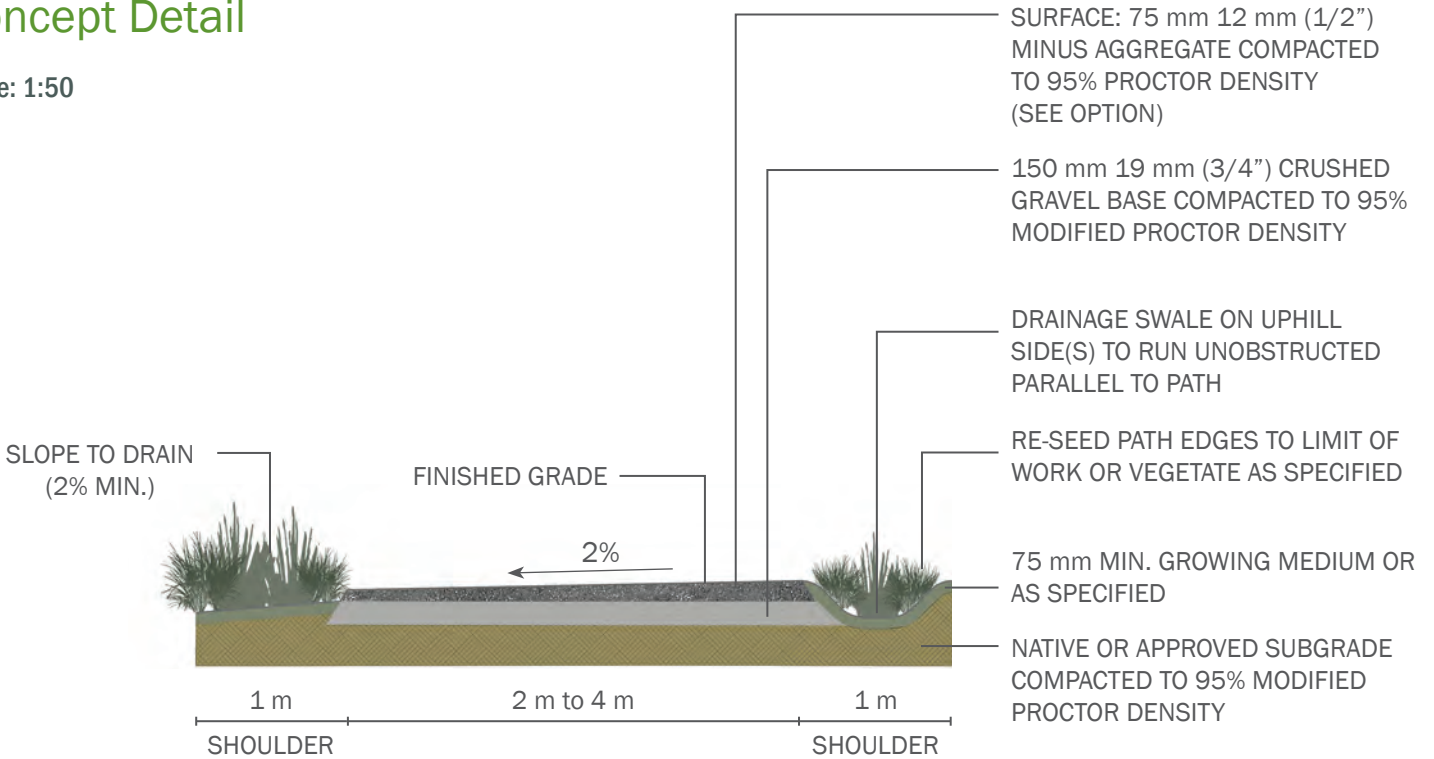 oncept Detail
e: 1:50
SURFACE: 75 mm 12 mm (1/2”)
MINUS AGGREGATE COMPACTED
TO 95% PROCTOR DENSITY
(SEE OPTION)
150 mm 19 mm (3/4”) CRUSHED
GRAVEL BASE COMPACTED TO 95%
MODIFIED PROCTOR DENSITY
DRAINAGE SWALE ON UPHILL
SIDE(S) TO RUN UNOBSTRUCTED
PARALLEL TO PATH
RE-SEED PATH EDGES TO LIMIT OF
WORK OR VEGETATE AS SPECIFIED
75 mm MIN. GROWING MEDIUM OR
AS SPECIFIED
NATIVE OR APPROVED SUBGRADE
COMPACTED TO 95% MODIFIED
PROCTOR DENSITY
SLOPE TO DRAIN
(2% MIN.)
FINISHED GRADE
2%
1 m
2 m to 4 m
1 m
SHOULDER
SHOULDER